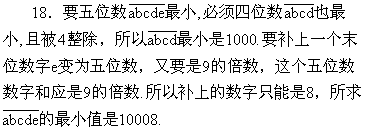 18. 要五位数abcde最小,必须四位数abcd也最
小,且被4整除，所以abcd最小是1000.要补上一个末
位数字e变为五位数，又要是9的倍数，这个五位数
数字和应是9的倍数.所以补上的数字只能是8，所求
abcde的最小值是10008.